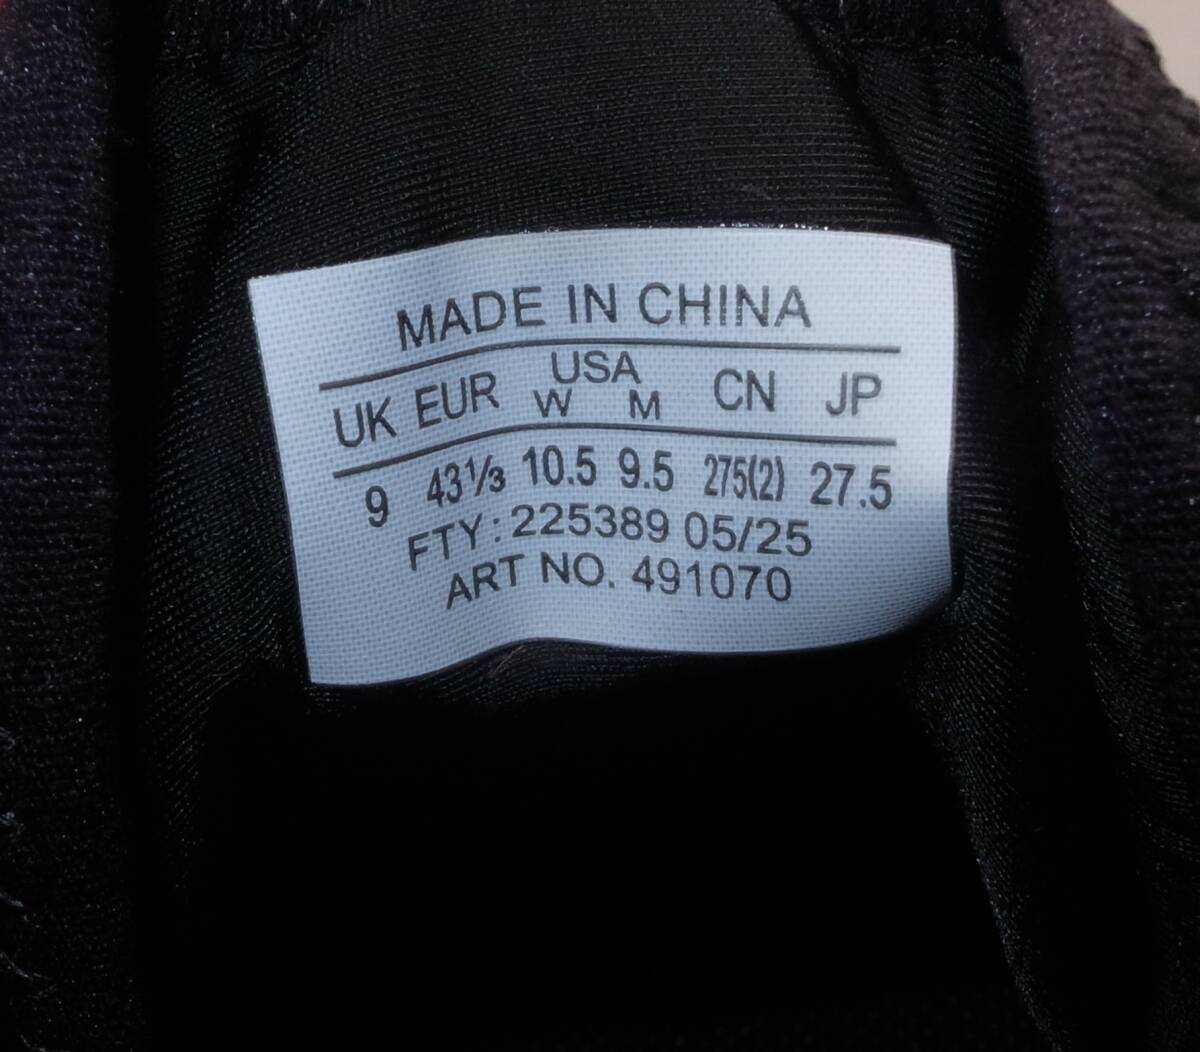 MADE IN CHINA
UK EUR USA W M CN JP
9 43⅓ 10.5 9.5 275(2) 27.5
FTY: 225389 05/25
ART NO. 491070